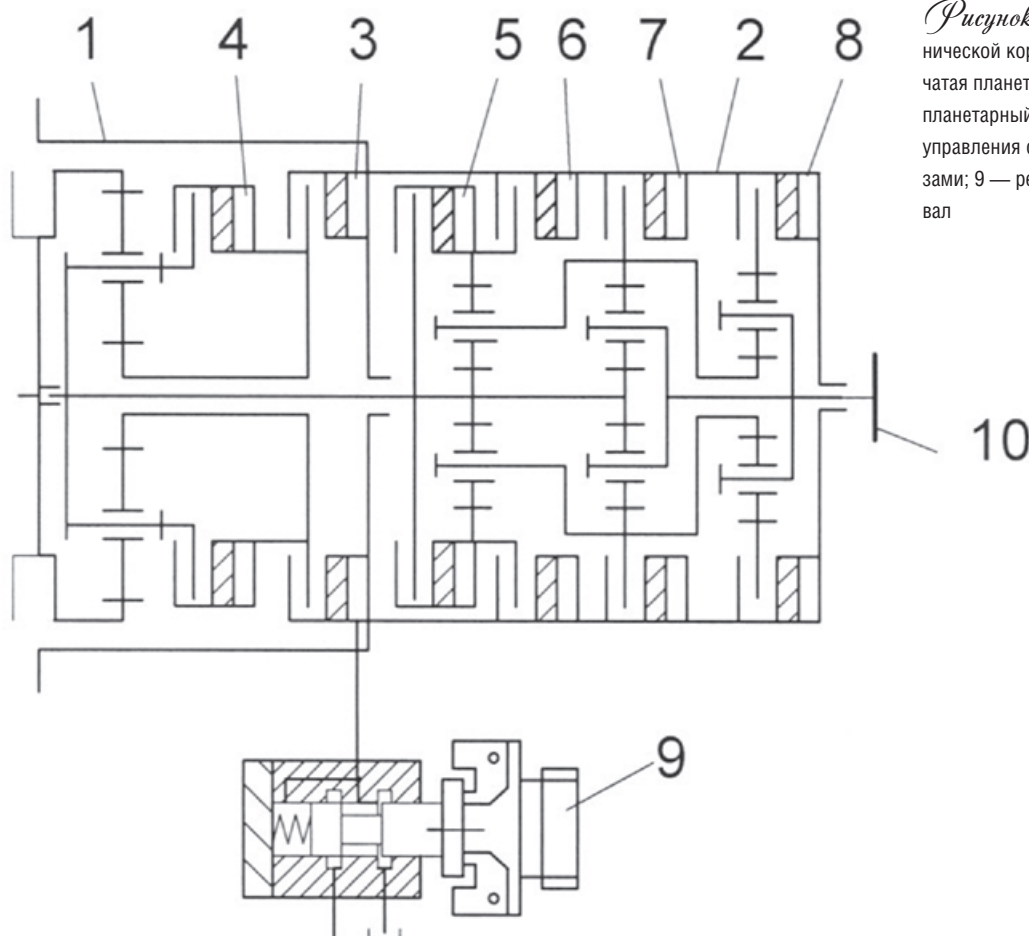 1 4 3 5 6 7 2 8
Рисунок
нической кор
чатая планет
планетарный
управления
зами; 9 — ре
вал
10
9